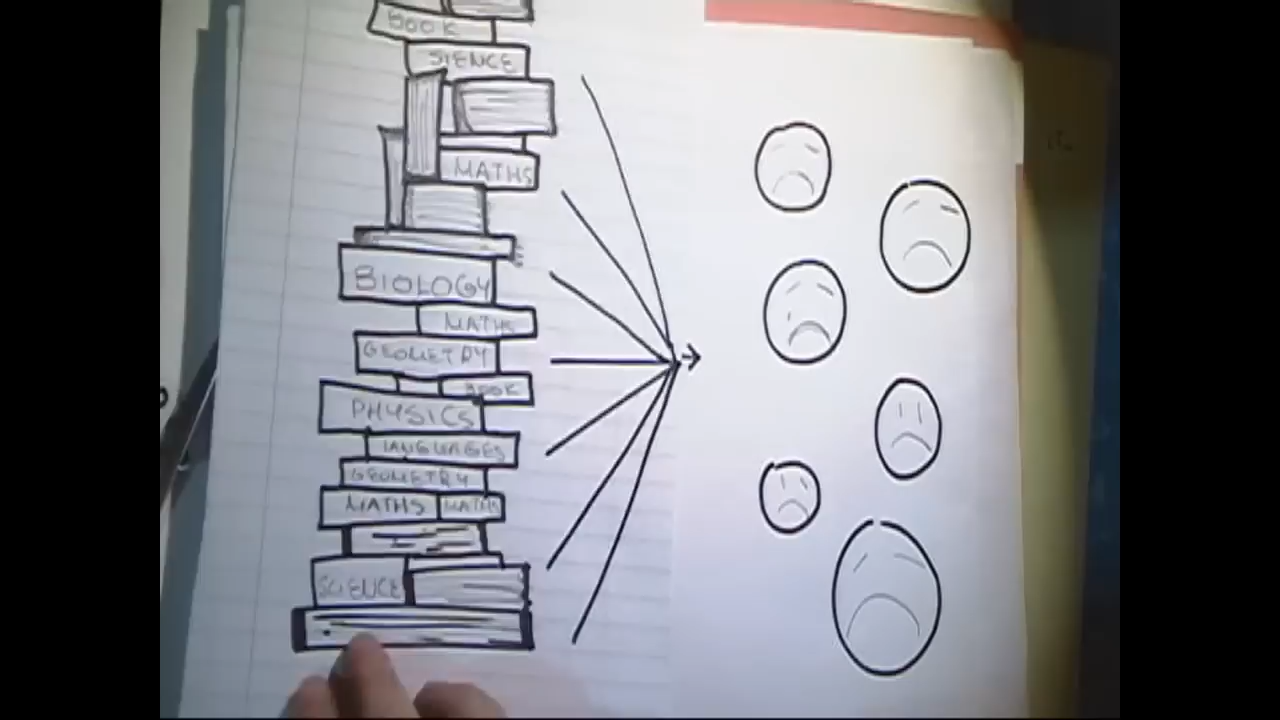 BOOK
SIENCE
MATHS
BIOLOGY
MATHS
GEOMETRY
BOOK
PHYSICS
LANGUAGES
GEOMETRY
MATHS MATHS
SCIENCE